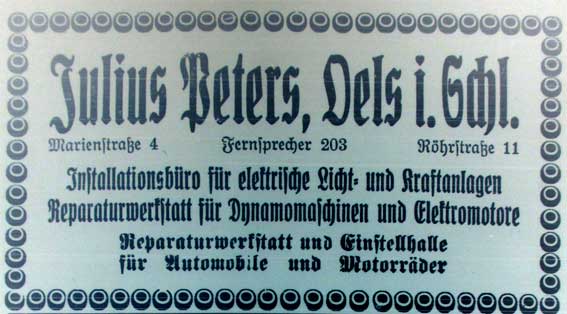 Julius Peters, Oels i. Schl.
Marienstraße 4 Fernsprecher 203 Röhrstraße 11
Installationsbüro für elektrische Licht- und Kraftanlagen
Reparaturwerkstatt für Dynamomaschinen und Elektromotore
Reparaturwerkstatt und Einstellhalle
für Automobile und Motorräder